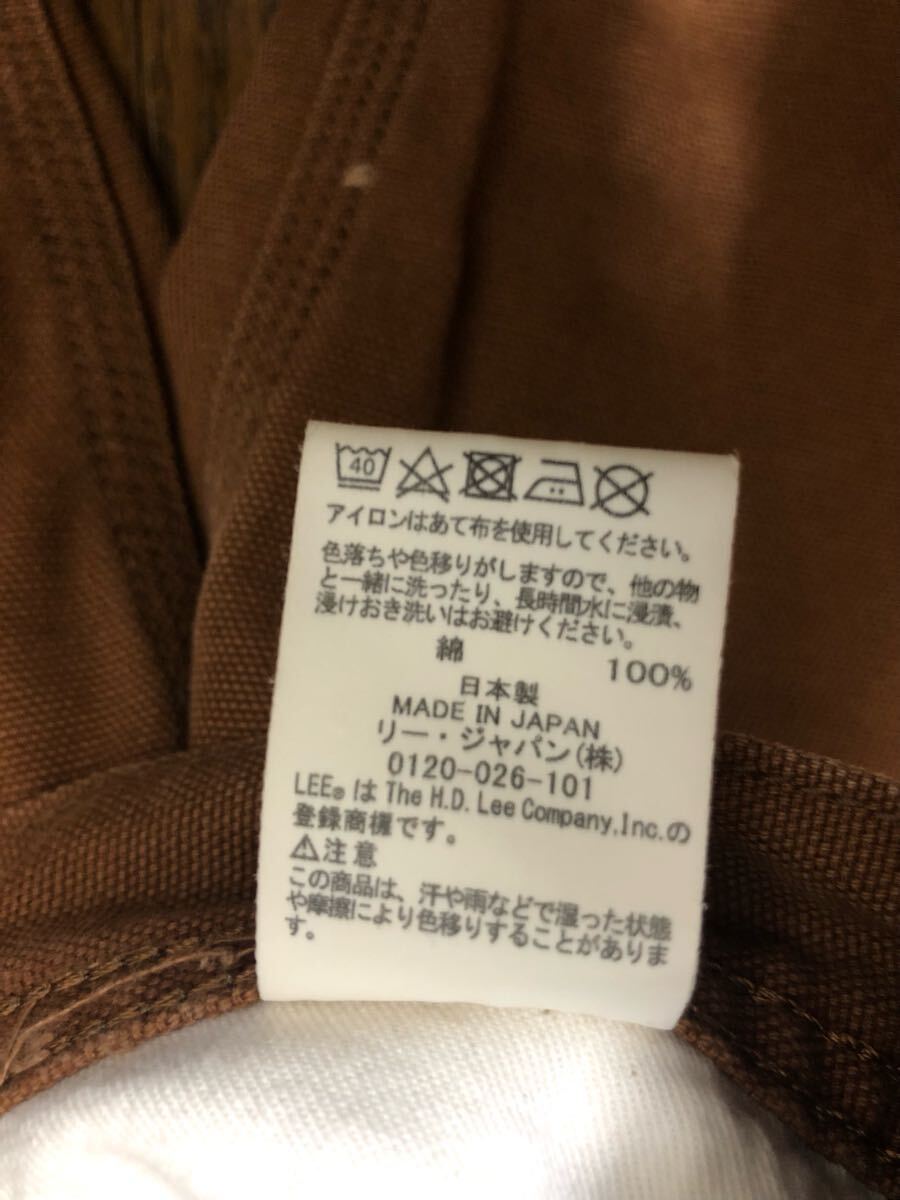 40
アイロンはあて布を使用してください。
色落ちや色移りがしますので、他の物
と一緒に洗ったり、長時間水に浸漬、
浸けおき洗いはお避けください。
綿 100%
日本製
MADE IN JAPAN
リー・ジャパン(株)
0120-026-101
LEE® は The H.D. Lee Company,Inc.の
登録商標です。
⚠注意
この商品は、汗や雨などで湿った状態
や摩擦により色移りすることがありま
す。